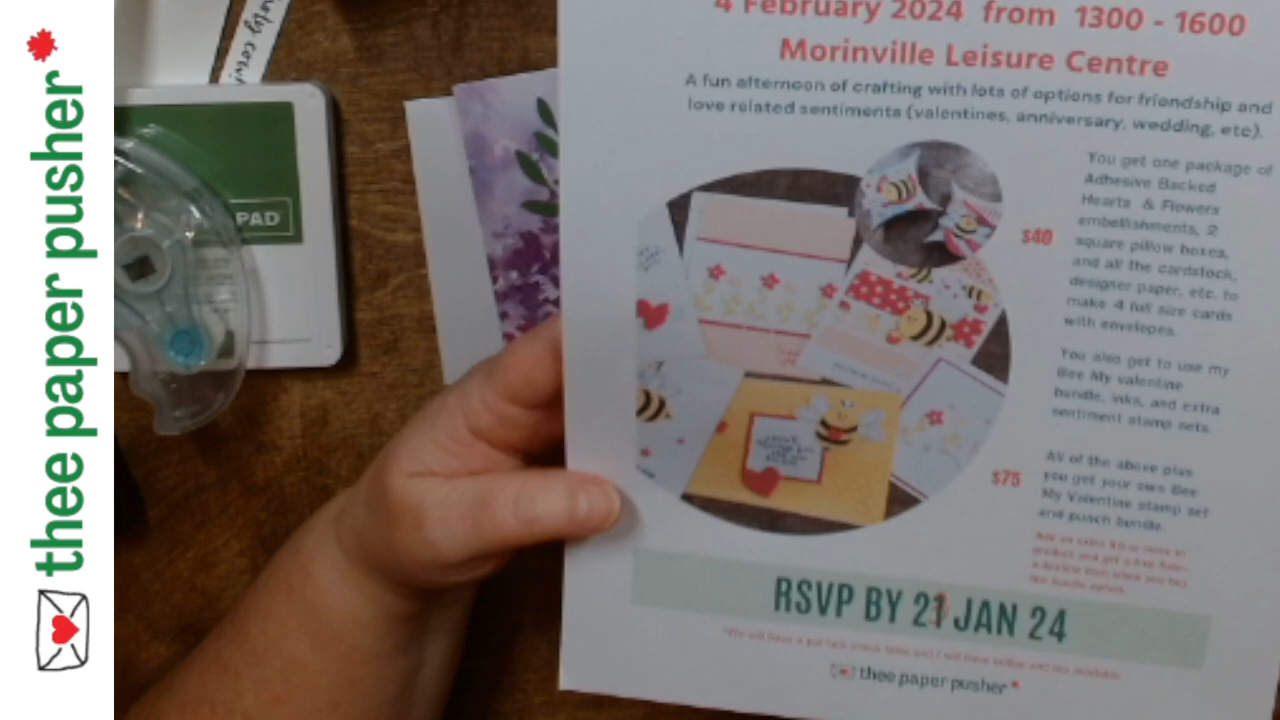 thee paper pusher
PAD
4 February 2024 from 1300 - 1600
Morinville Leisure Centre
A fun afternoon of crafting with lots of options for friendship and
love related sentiments (valentines, anniversary, wedding, etc).
$40
You get one package of
Adhesive Backed
Hearts & Flowers
embellishments, 2
square pillow boxes,
and all the cardstock,
designer paper, etc. to
make 4 full size cards
with envelopes.
You also get to use my
Bee My valentine
bundle, inks, and extra
sentiment stamp sets.
$75
All of the above plus
you get your own Bee
My Valentine stamp set
and punch bundle.
RSVP BY 21 JAN 24
thee paper pusher